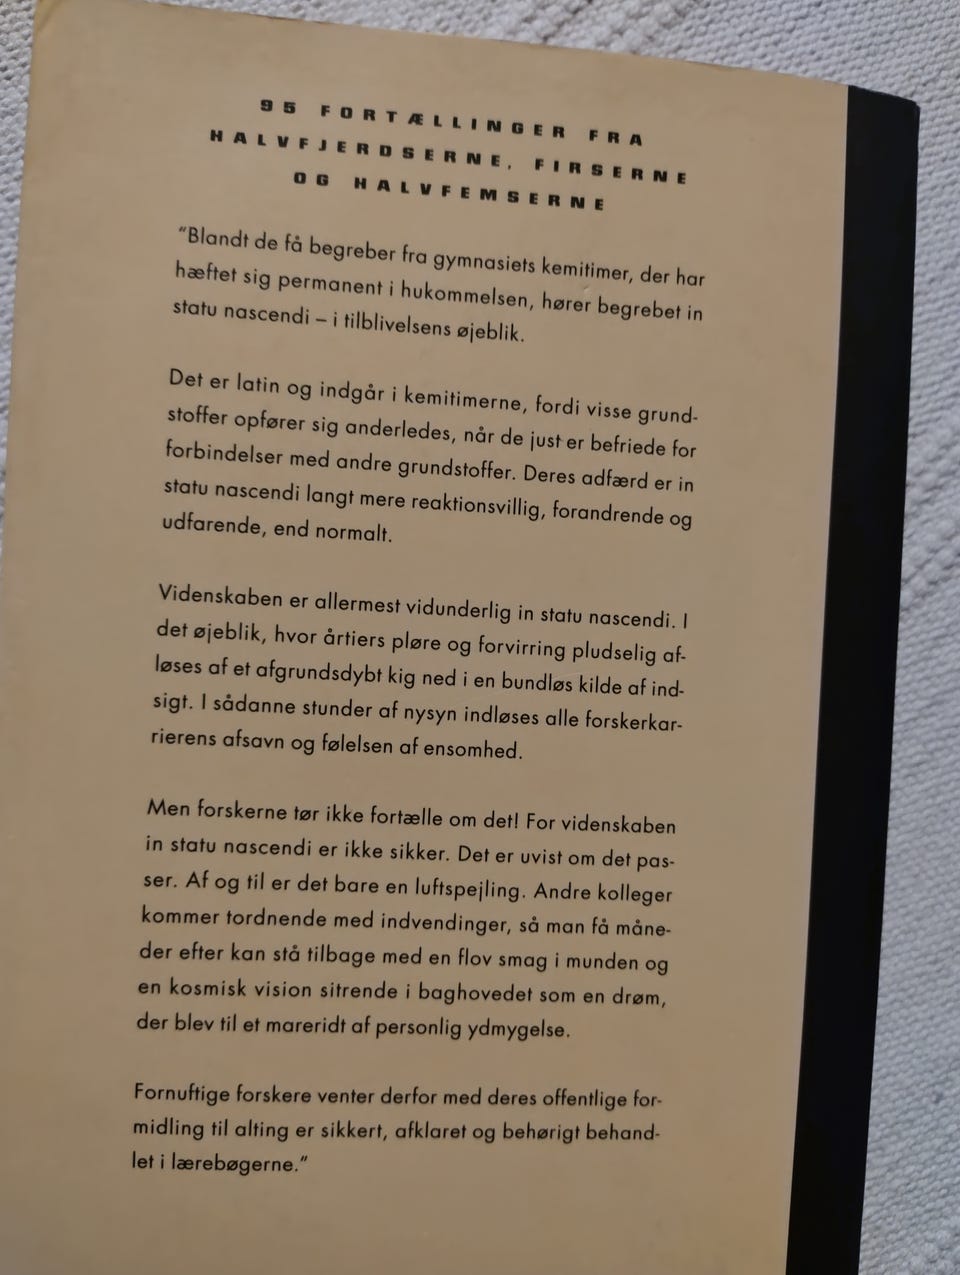 95 FORTÆLLINGER FRA
HALVFJERDSERNE, FIRSERNE
OG HALVFEMSERNE
"Blandt de få begreber fra gymnasiets kemitimer, der har
hæftet sig permanent i hukommelsen, hører begrebet in
statu nascendi – i tilblivelsens øjeblik.
Det er latin og indgår i kemitimerne, fordi visse grund-
stoffer opfører sig anderledes, når de just er befriede for
forbindelser med andre grundstoffer. Deres adfærd er in
statu nascendi langt mere reaktionsvillig, forandrende og
udfarende, end normalt.
Videnskaben er allermest vidunderlig in statu nascendi. I
det øjeblik, hvor årtiers pløre og forvirring pludselig af-
løses af et afgrundsdybt kig ned i en bundløs kilde af ind-
sigt. I sådanne stunder af nysyn indløses alle forskerkar-
rierens afsavn og følelsen af ensomhed.
Men forskerne tør ikke fortælle om det! For videnskaben
in statu nascendi er ikke sikker. Det er uvist om det pas-
ser. Af og til er det bare en luftspejling. Andre kolleger
kommer tordnende med indvendinger, så man få måne-
der efter kan stå tilbage med en flov smag i munden og
en kosmisk vision sitrende i baghovedet som en drøm,
der blev til et mareridt af personlig ydmygelse.
Fornuftige forskere venter derfor med deres offentlige for-
midling til alting er sikkert, afklaret og behørigt behand-
let i lærebøgerne."